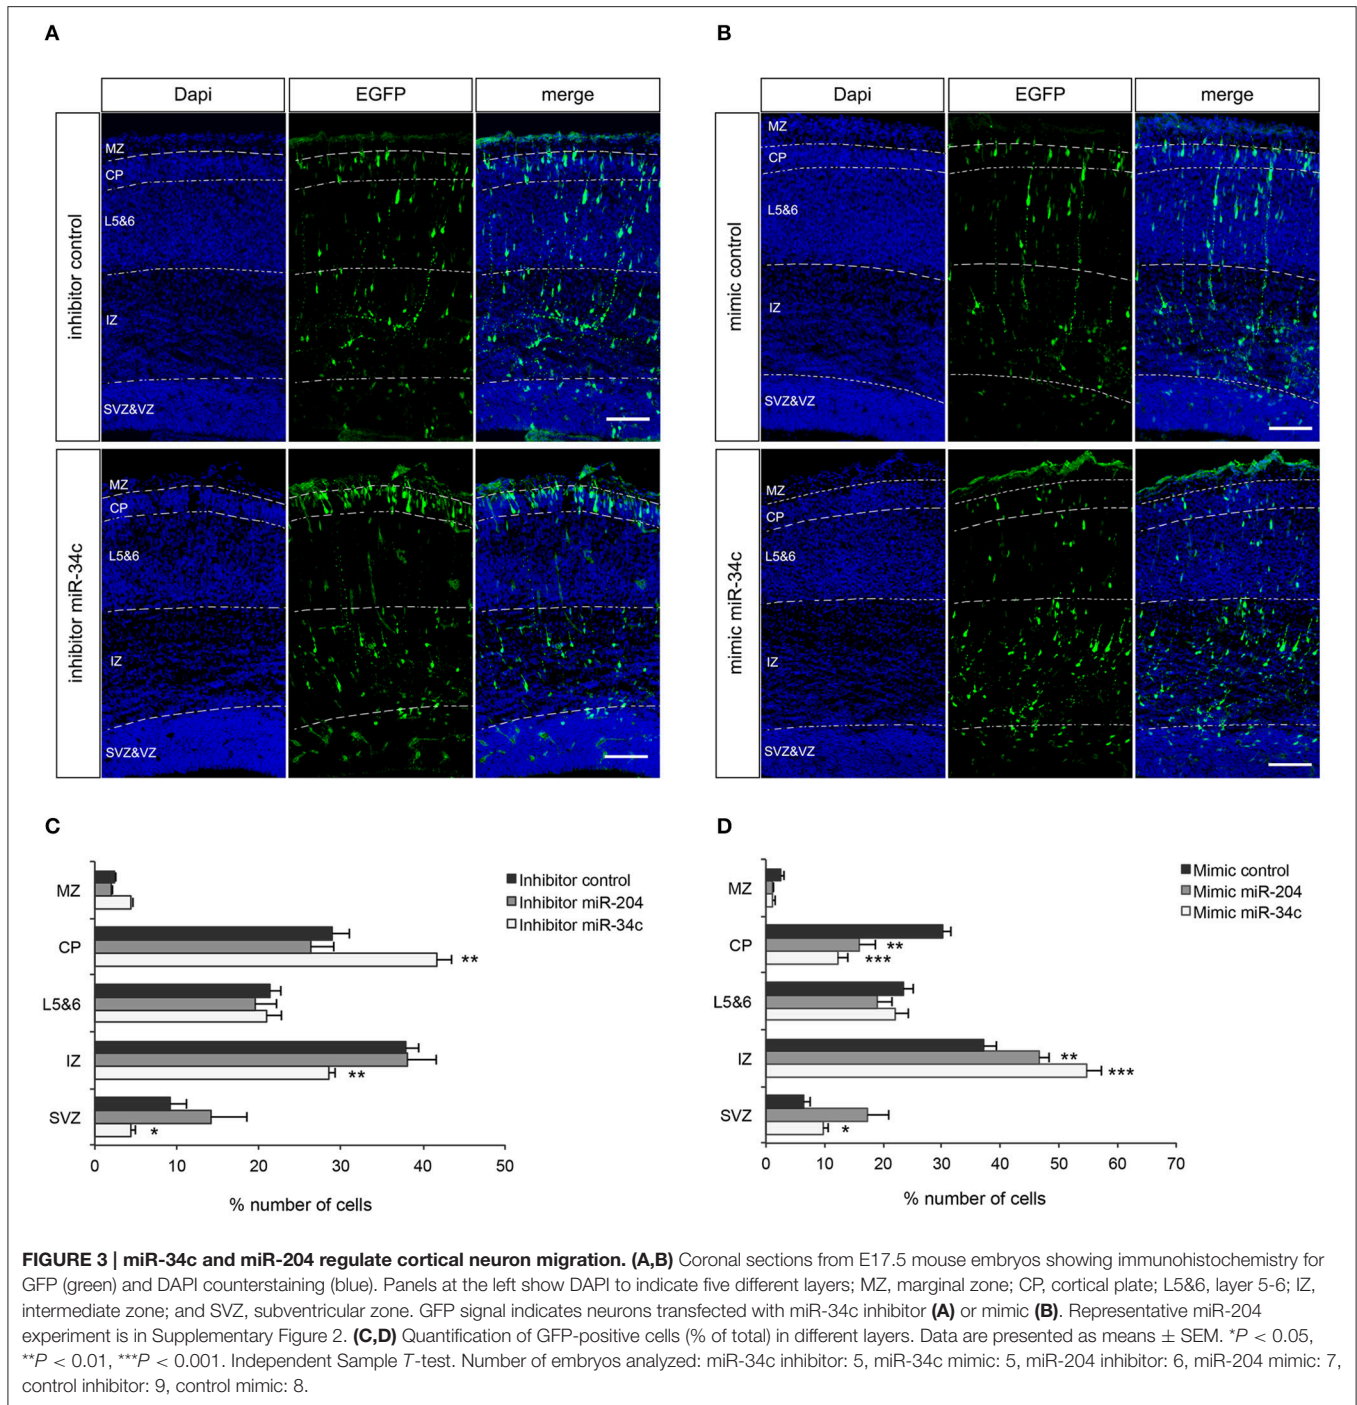 A
Dapi
EGFP
merge
inhibitor control
MZ
CP
L5&6
IZ
SVZ&VZ
inhibitor miR-34c
MZ
CP
L5&6
IZ
SVZ&VZ
B
Dapi
EGFP
merge
mimic control
MZ
CP
L5&6
IZ
SVZ&VZ
mimic miR-34c
MZ
CP
L5&6
IZ
SVZ&VZ
C
MZ
CP
L5&6
IZ
SVZ
Inhibitor control
Inhibitor miR-204
Inhibitor miR-34c
**
**
*
0 10 20 30 40 50
% number of cells
D
MZ
CP
L5&6
IZ
SVZ
Mimic control
Mimic miR-204
Mimic miR-34c
**
***
**
***
*
0 10 20 30 40 50 60 70
% number of cells
FIGURE 3 | miR-34c and miR-204 regulate cortical neuron migration. (A,B) Coronal sections from E17.5 mouse embryos showing immunohistochemistry for
GFP (green) and DAPI counterstaining (blue). Panels at the left show DAPI to indicate five different layers; MZ, marginal zone; CP, cortical plate; L5&6, layer 5-6; IZ,
intermediate zone; and SVZ, subventricular zone. GFP signal indicates neurons transfected with miR-34c inhibitor (A) or mimic (B). Representative miR-204
experiment is in Supplementary Figure 2. (C,D) Quantification of GFP-positive cells (% of total) in different layers. Data are presented as means ± SEM. *P < 0.05,
**P < 0.01, ***P < 0.001. Independent Sample T-test. Number of embryos analyzed: miR-34c inhibitor: 5, miR-34c mimic: 5, miR-204 inhibitor: 6, miR-204 mimic: 7,
control inhibitor: 9, control mimic: 8.